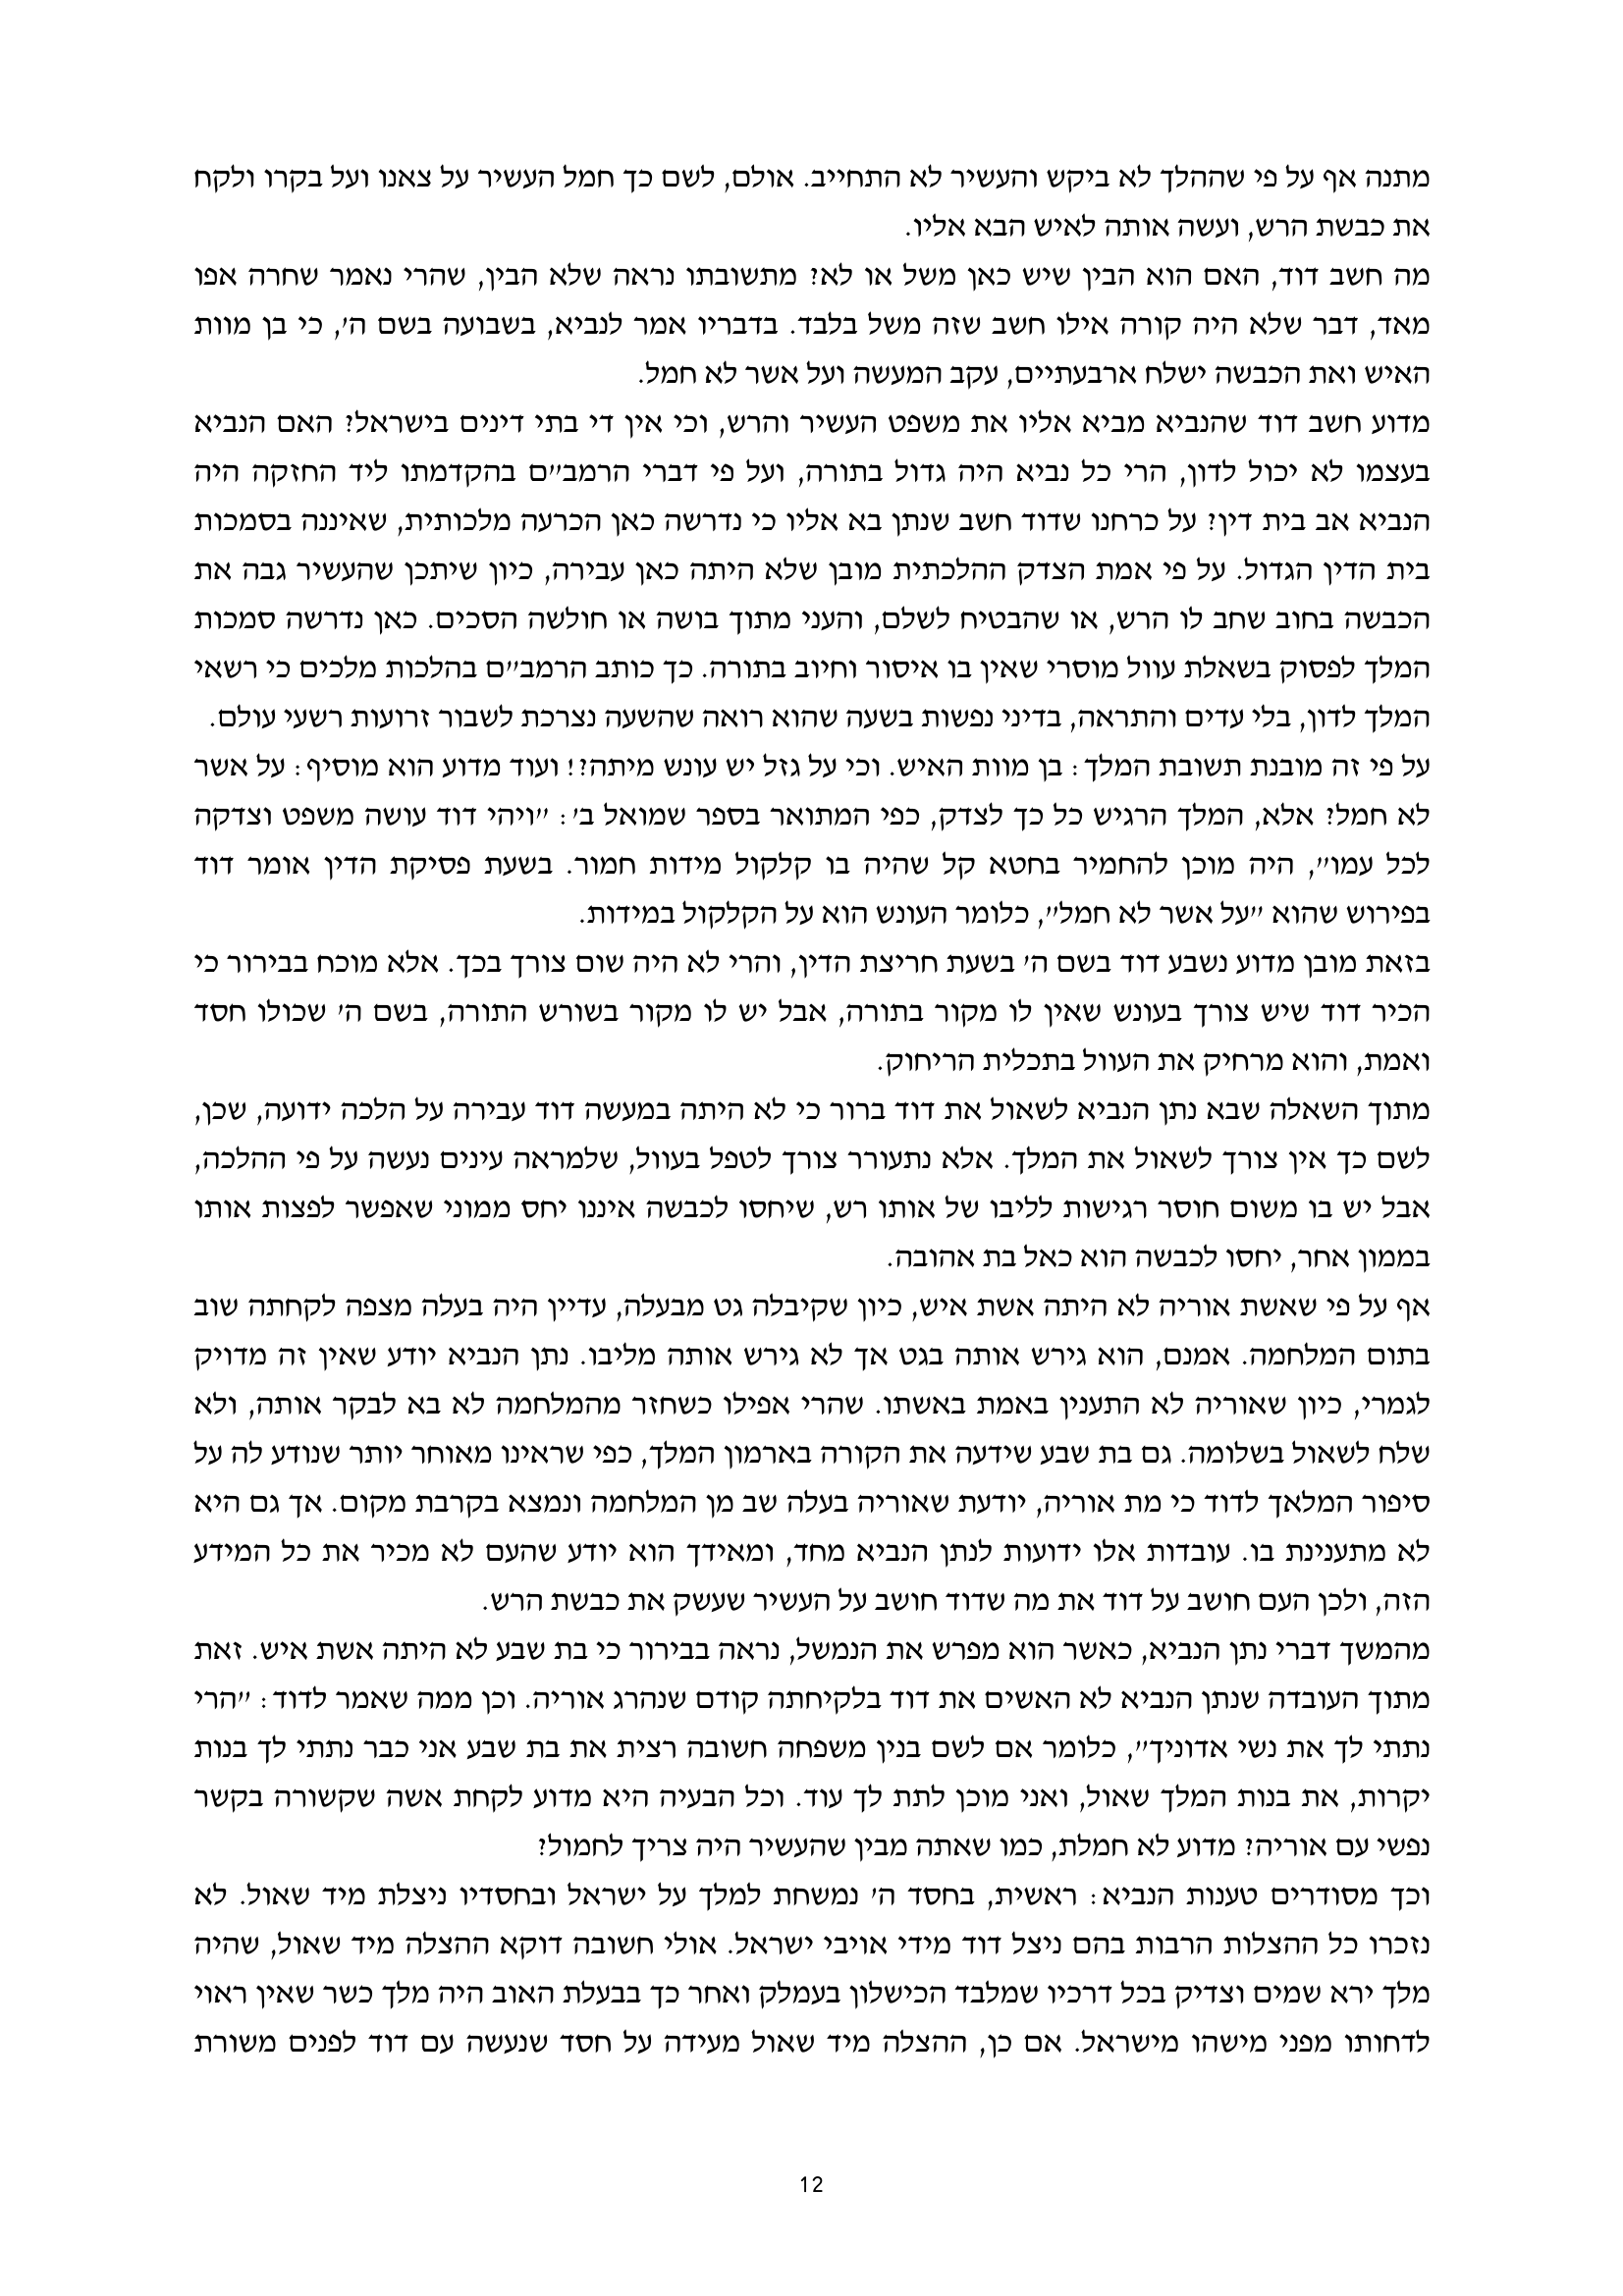 מתנה אף על פי שההלך לא ביקש והעשיר לא התחייב. אולם, לשם כך חמל העשיר על צאנו ועל בקרו ולקח
את כבשת הרש, ועשה אותה לאיש הבא אליו.
מה חשב דוד, האם הוא הבין שיש כאן משל או לא? מתשובתו נראה שלא הבין, שהרי נאמר שחרה אפו
מאד, דבר שלא היה קורה אילו חשב שזה משל בלבד. בדבריו אמר לנביא, בשבועה בשם ה', כי בן מוות
האיש ואת הכבשה ישלח ארבעתיים, עקב המעשה ועל אשר לא חמל.
מדוע חשב דוד שהנביא מביא אליו את משפט העשיר והרש, וכי אין די בתי דינים בישראל? האם הנביא
בעצמו לא יכול לדון, הרי כל נביא היה גדול בתורה, ועל פי דברי הרמב"ם בהקדמתו ליד החזקה היה
הנביא אב בית דין? על כרחנו שדוד חשב שנתן בא אליו כי נדרשה כאן הכרעה מלכותית, שאיננה בסמכות
בית הדין הגדול. על פי אמת הצדק ההלכתית מובן שלא היתה כאן עבירה, כיון שיתכן שהעשיר גבה את
הכבשה בחוב שחב לו הרש, או שהבטיח לשלם, והעני מתוך בושה או חולשה הסכים. כאן נדרשה סמכות
המלך לפסוק בשאלת עוול מוסרי שאין בו איסור וחיוב בתורה. כך כותב הרמב"ם בהלכות מלכים כי רשאי
המלך לדון, בלי עדים והתראה, בדיני נפשות בשעה שהוא רואה שהשעה נצרכת לשבור זרועות רשעי עולם.
על פי זה מובנת תשובת המלך: בן מוות האיש. וכי על גזל יש עונש מיתה?! ועוד מדוע הוא מוסיף: על אשר
לא חמל? אלא, המלך הרגיש כל כך לצדק, כפי המתואר בספר שמואל ב': "ויהי דוד עושה משפט וצדקה
לכל עמו", היה מוכן להחמיר בחטא קל שהיה בו קלקול מידות חמור. בשעת פסיקת הדין אומר דוד
בפירוש שהוא "על אשר לא חמל", כלומר העונש הוא על הקלקול במידות.
בזאת מובן מדוע נשבע דוד בשם ה' בשעת חריצת הדין, והרי לא היה שום צורך בכך. אלא מוכח בבירור כי
הכיר דוד שיש צורך בעונש שאין לו מקור בתורה, אבל יש לו מקור בשורש התורה, בשם ה' שכולו חסד
ואמת, והוא מרחיק את העוול בתכלית הריחוק.
מתוך השאלה שבא נתן הנביא לשאול את דוד ברור כי לא היתה במעשה דוד עבירה על הלכה ידועה, שכן,
לשם כך אין צורך לשאול את המלך. אלא נתעורר צורך לטפל בעוול, שלמראה עינים נעשה על פי ההלכה,
אבל יש בו משום חוסר רגישות לליבו של אותו רש, שיחסו לכבשה איננו יחס ממוני שאפשר לפצות אותו
בממון אחר, יחסו לכבשה הוא כאל בת אהובה.
אף על פי שאשת אוריה לא היתה אשת איש, כיון שקיבלה גט מבעלה, עדיין היה בעלה מצפה לקחתה שוב
בתום המלחמה. אמנם, הוא גירש אותה בגט אך לא גירש אותה מליבו. נתן הנביא יודע שאין זה מדויק
לגמרי, כיון שאוריה לא התענין באמת באשתו. שהרי אפילו כשחזר מהמלחמה לא בא לבקר אותה, ולא
שלח לשאול בשלומה. גם בת שבע שידעה את הקורה בארמון המלך, כפי שראינו מאוחר יותר שנודע לה על
סיפור המלאך לדוד כי מת אוריה, יודעת שאוריה בעלה שב מן המלחמה ונמצא בקרבת מקום. אך גם היא
לא מתענינת בו. עובדות אלו ידועות לנתן הנביא מחד, ומאידך הוא יודע שהעם לא מכיר את כל המידע
הזה, ולכן העם חושב על דוד את מה שדוד חושב על העשיר שעשק את כבשת הרש.
מהמשך דברי נתן הנביא, כאשר הוא מפרש את הנמשל, נראה בבירור כי בת שבע לא היתה אשת איש. זאת
מתוך העובדה שנתן הנביא לא האשים את דוד בלקיחתה קודם שנהרג אוריה. וכן ממה שאמר לדוד: "הרי
נתתי לך את נשי אדוניך", כלומר אם לשם בנין משפחה חשובה רצית את בת שבע אני כבר נתתי לך בנות
יקרות, את בנות המלך שאול, ואני מוכן לתת לך עוד. וכל הבעיה היא מדוע לקחת אשה שקשורה בקשר
נפשי עם אוריה? מדוע לא חמלת, כמו שאתה מבין שהעשיר היה צריך לחמול?
וכך מסודרים טענות הנביא: ראשית, בחסד ה' נמשחת למלך על ישראל ובחסדיו ניצלת מיד שאול. לא
נזכרו כל ההצלות הרבות בהם ניצל דוד מידי אויבי ישראל. אולי חשובה דוקא ההצלה מיד שאול, שהיה
מלך ירא שמים וצדיק בכל דרכיו שמלבד הכישלון בעמלק ואחר כך בבעלת האוב היה מלך כשר שאין ראוי
לדחותו מפני מישהו מישראל. אם כן, ההצלה מיד שאול מעידה על חסד שנעשה עם דוד לפנים משורת
12